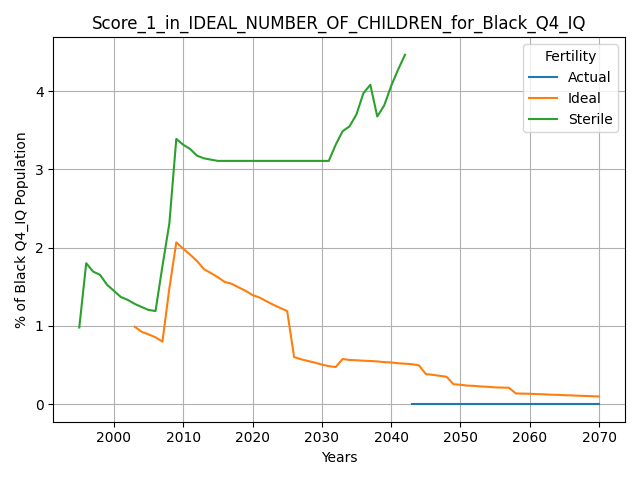 Score_1_in_IDEAL_NUMBER_OF_CHILDREN_for_Black_Q4_IQ
Fertility
Actual
Ideal
Sterile
% of Black Q4_IQ Population
4
3
2
1
0
2000 2010 2020 2030 2040 2050 2060 2070
Years